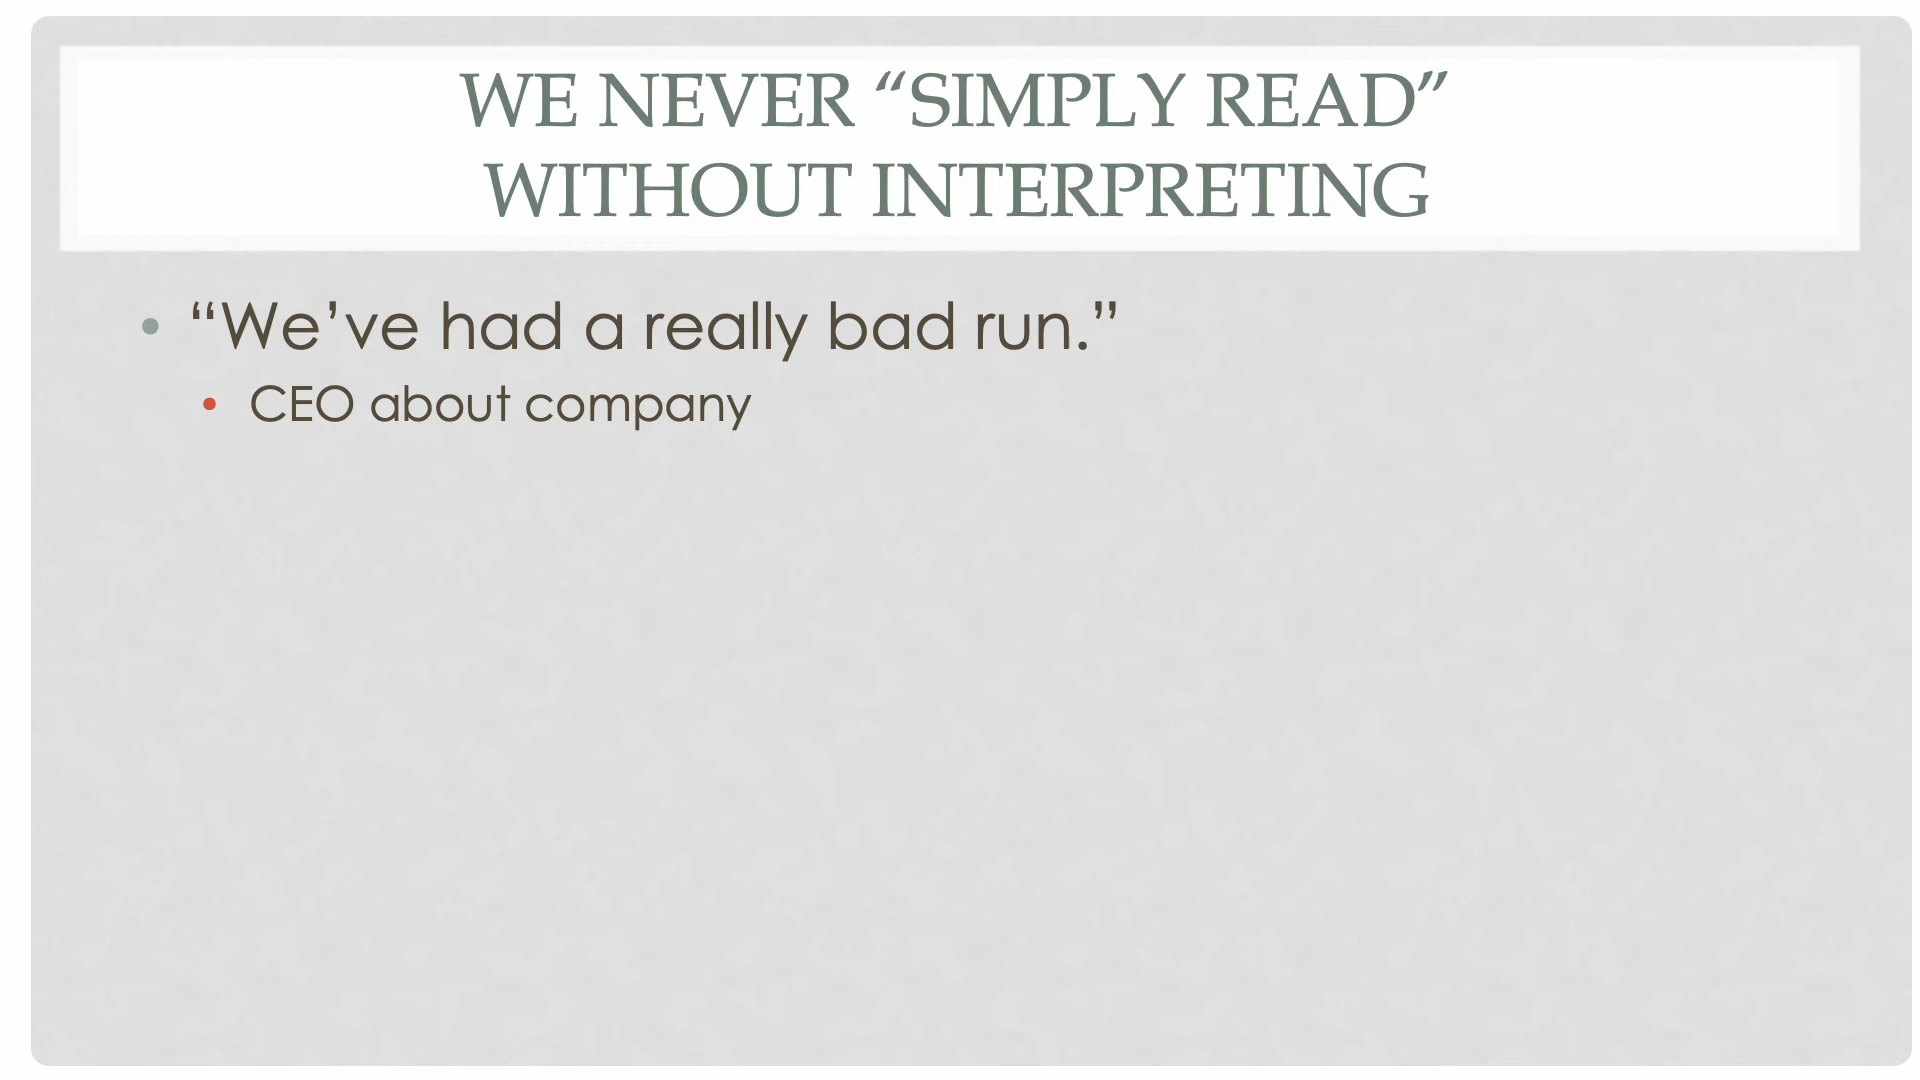 WE NEVER “SIMPLY READ”
WITHOUT INTERPRETING
• “We’ve had a really bad run.”
• CEO about company